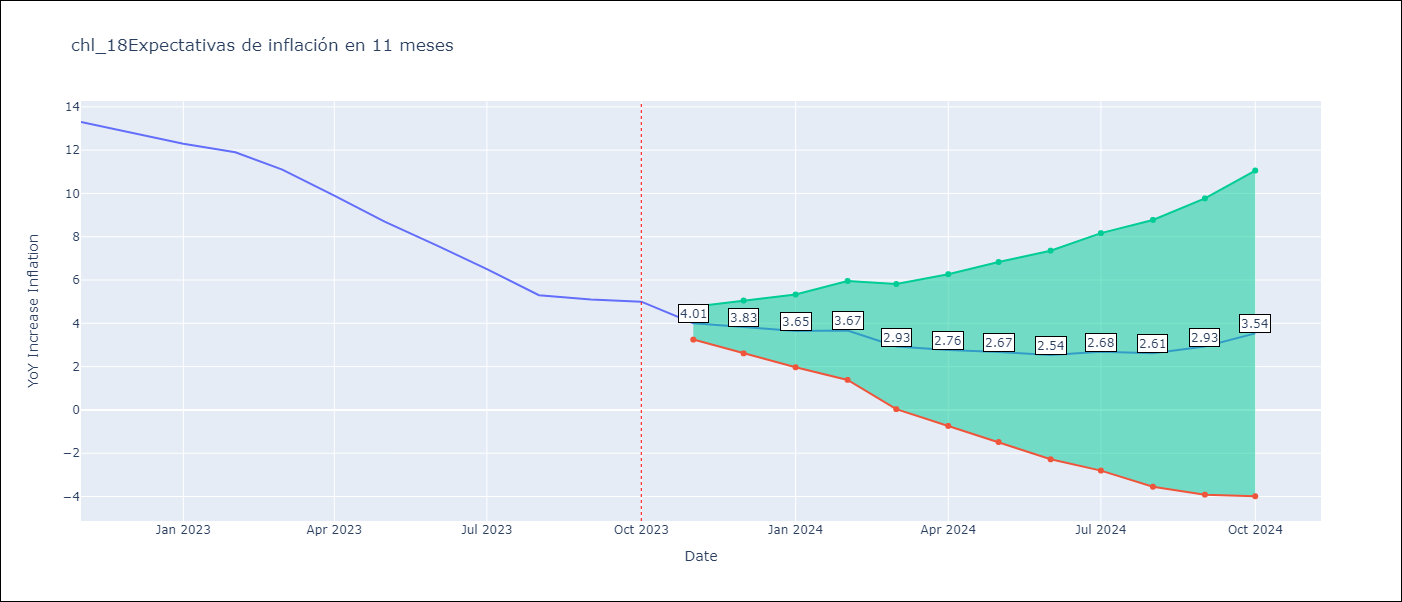 chl_18Expectativas de inflación en 11 meses
YoY Increase Inflation
14
12
10
8
6
4
2
0
−2
−4
4.01
3.83
3.65
3.67
2.93
2.76
2.67
2.54
2.68
2.61
2.93
3.54
Jan 2023
Apr 2023
Jul 2023
Oct 2023
Jan 2024
Apr 2024
Jul 2024
Oct 2024
Date